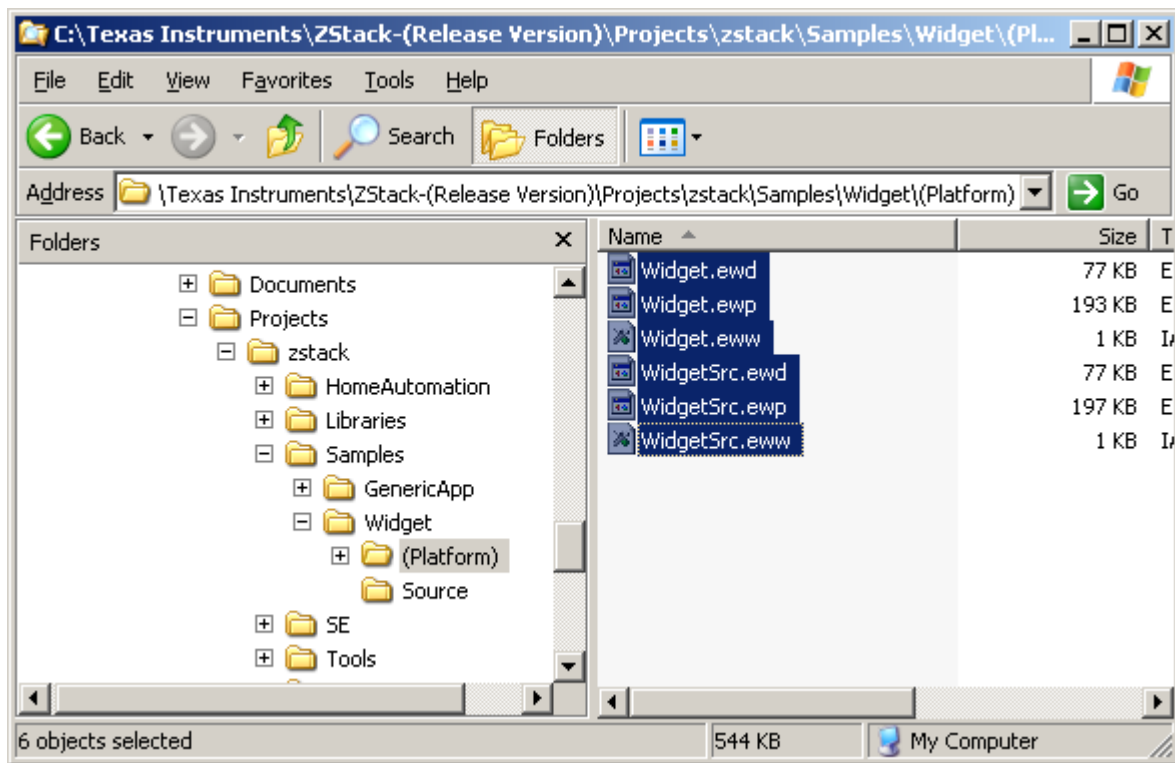 C:\Texas Instruments\ZStack-(Release Version)\Projects\zstack\Samples\Widget\(Pl...
File Edit View Favorites Tools Help
Back Search Folders
Address \Texas Instruments\ZStack-(Release Version)\Projects\zstack\Samples\Widget\(Platform) Go
Folders
Documents
Projects
zstack
HomeAutomation
Libraries
Samples
GenericApp
Widget
(Platform)
Source
SE
Tools
Name Size T
Widget.ewd 77 KB E
Widget.ewp 193 KB E
Widget.eww 1 KB
WidgetSrc.ewd 77 KB E
WidgetSrc.ewp 197 KB E
WidgetSrc.eww 1 KB
6 objects selected 544 KB My Computer